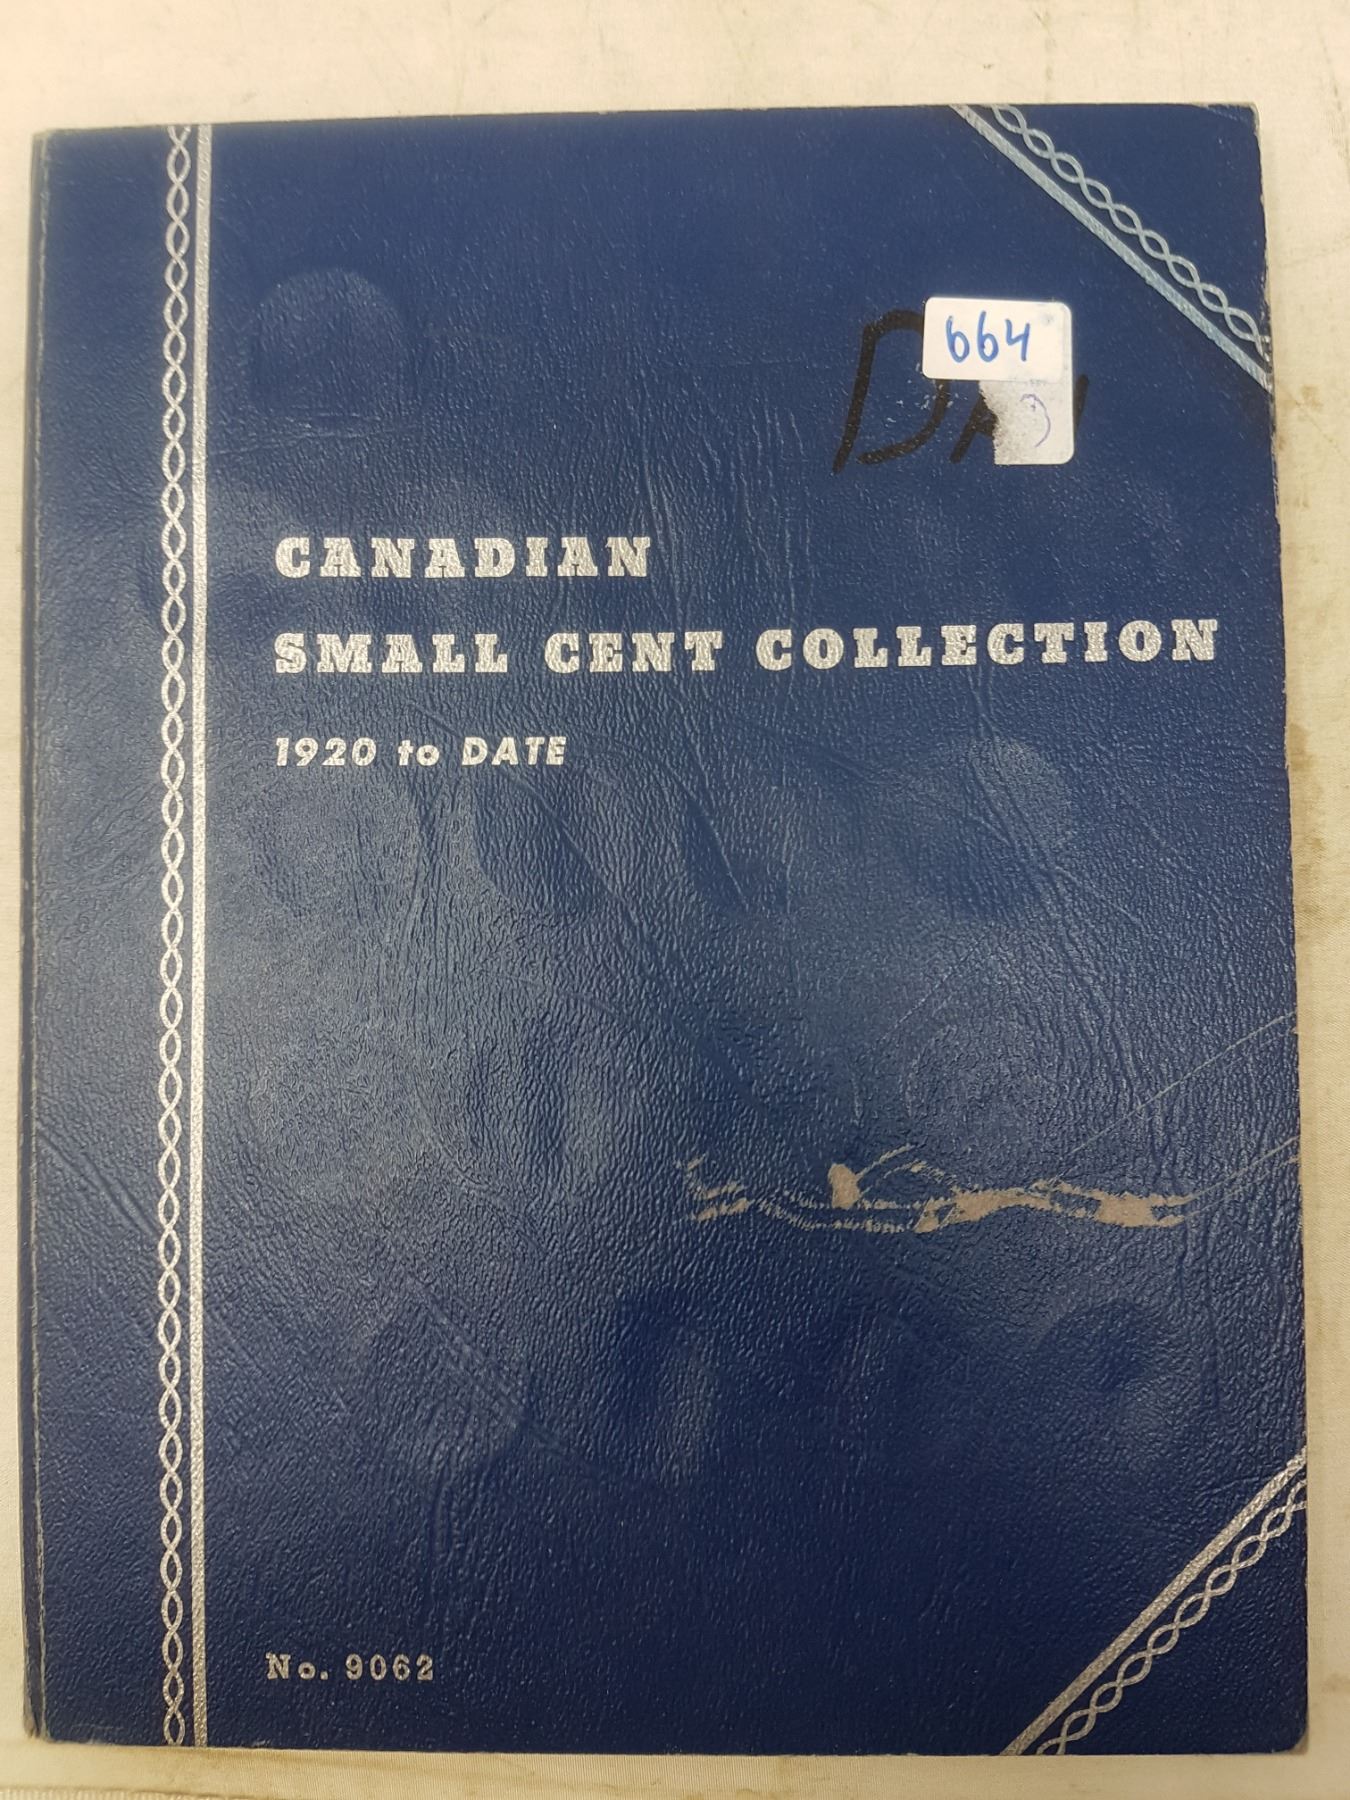 664
CANADIAN
SMALL CENT COLLECTION
1920 to DATE
No. 9062